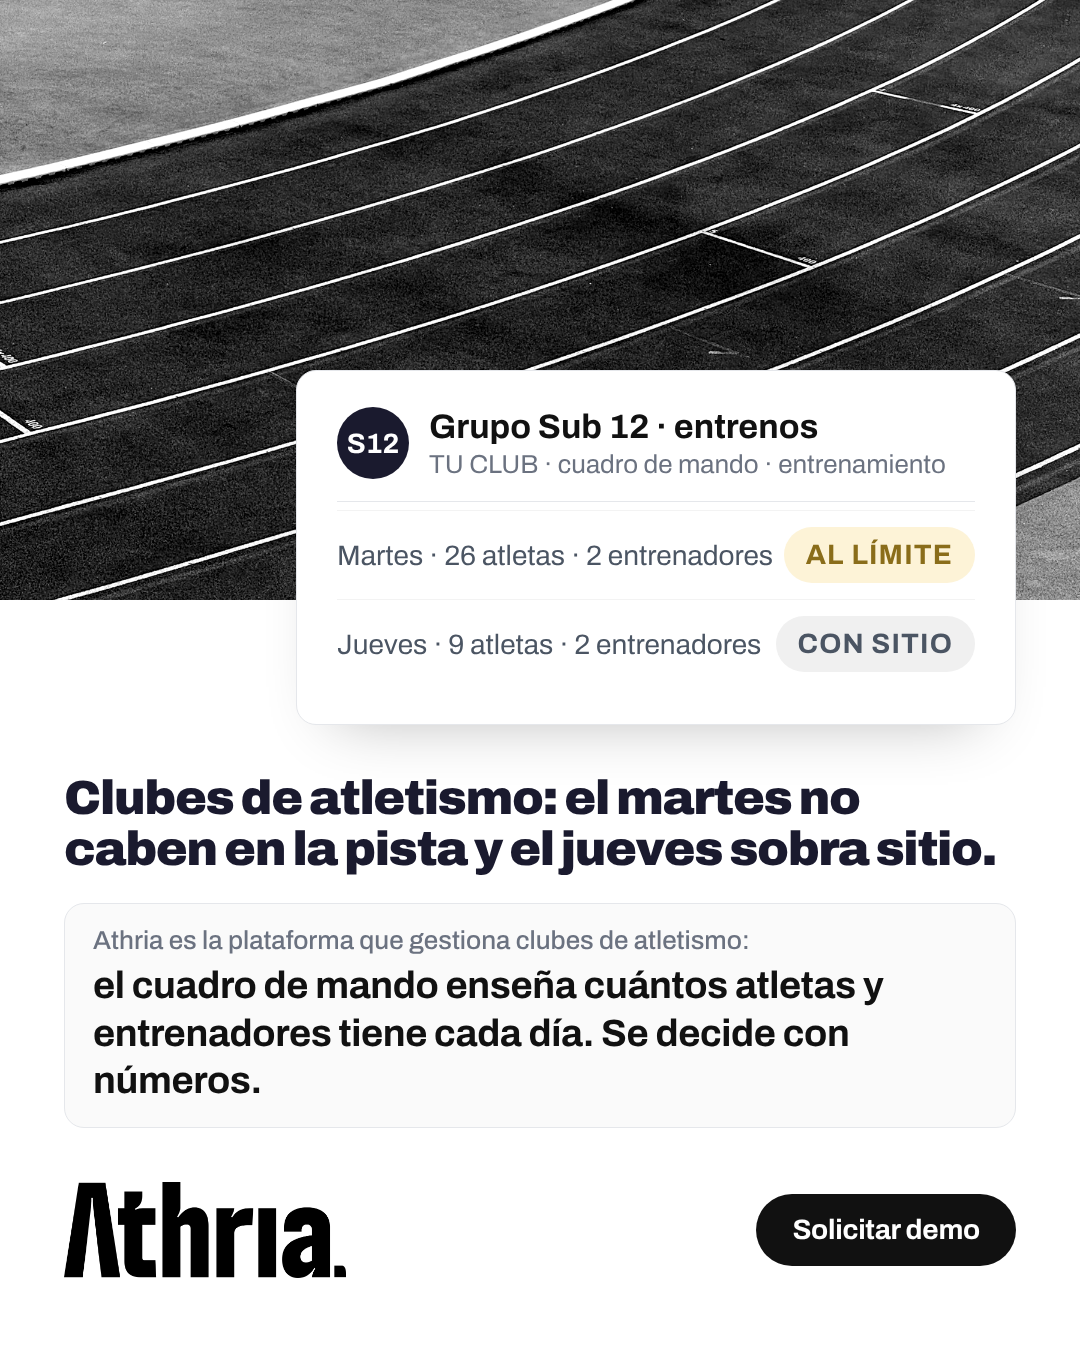 S12
Grupo Sub 12 · entrenos
TU CLUB · cuadro de mando · entrenamiento
Martes · 26 atletas · 2 entrenadores AL LÍMITE
Jueves · 9 atletas · 2 entrenadores CON SITIO
Clubes de atletismo: el martes no
caben en la pista y el jueves sobra sitio.
Athria es la plataforma que gestiona clubes de atletismo:
el cuadro de mando enseña cuántos atletas y
entrenadores tiene cada día. Se decide con
números.
Athria.
Solicitar demo